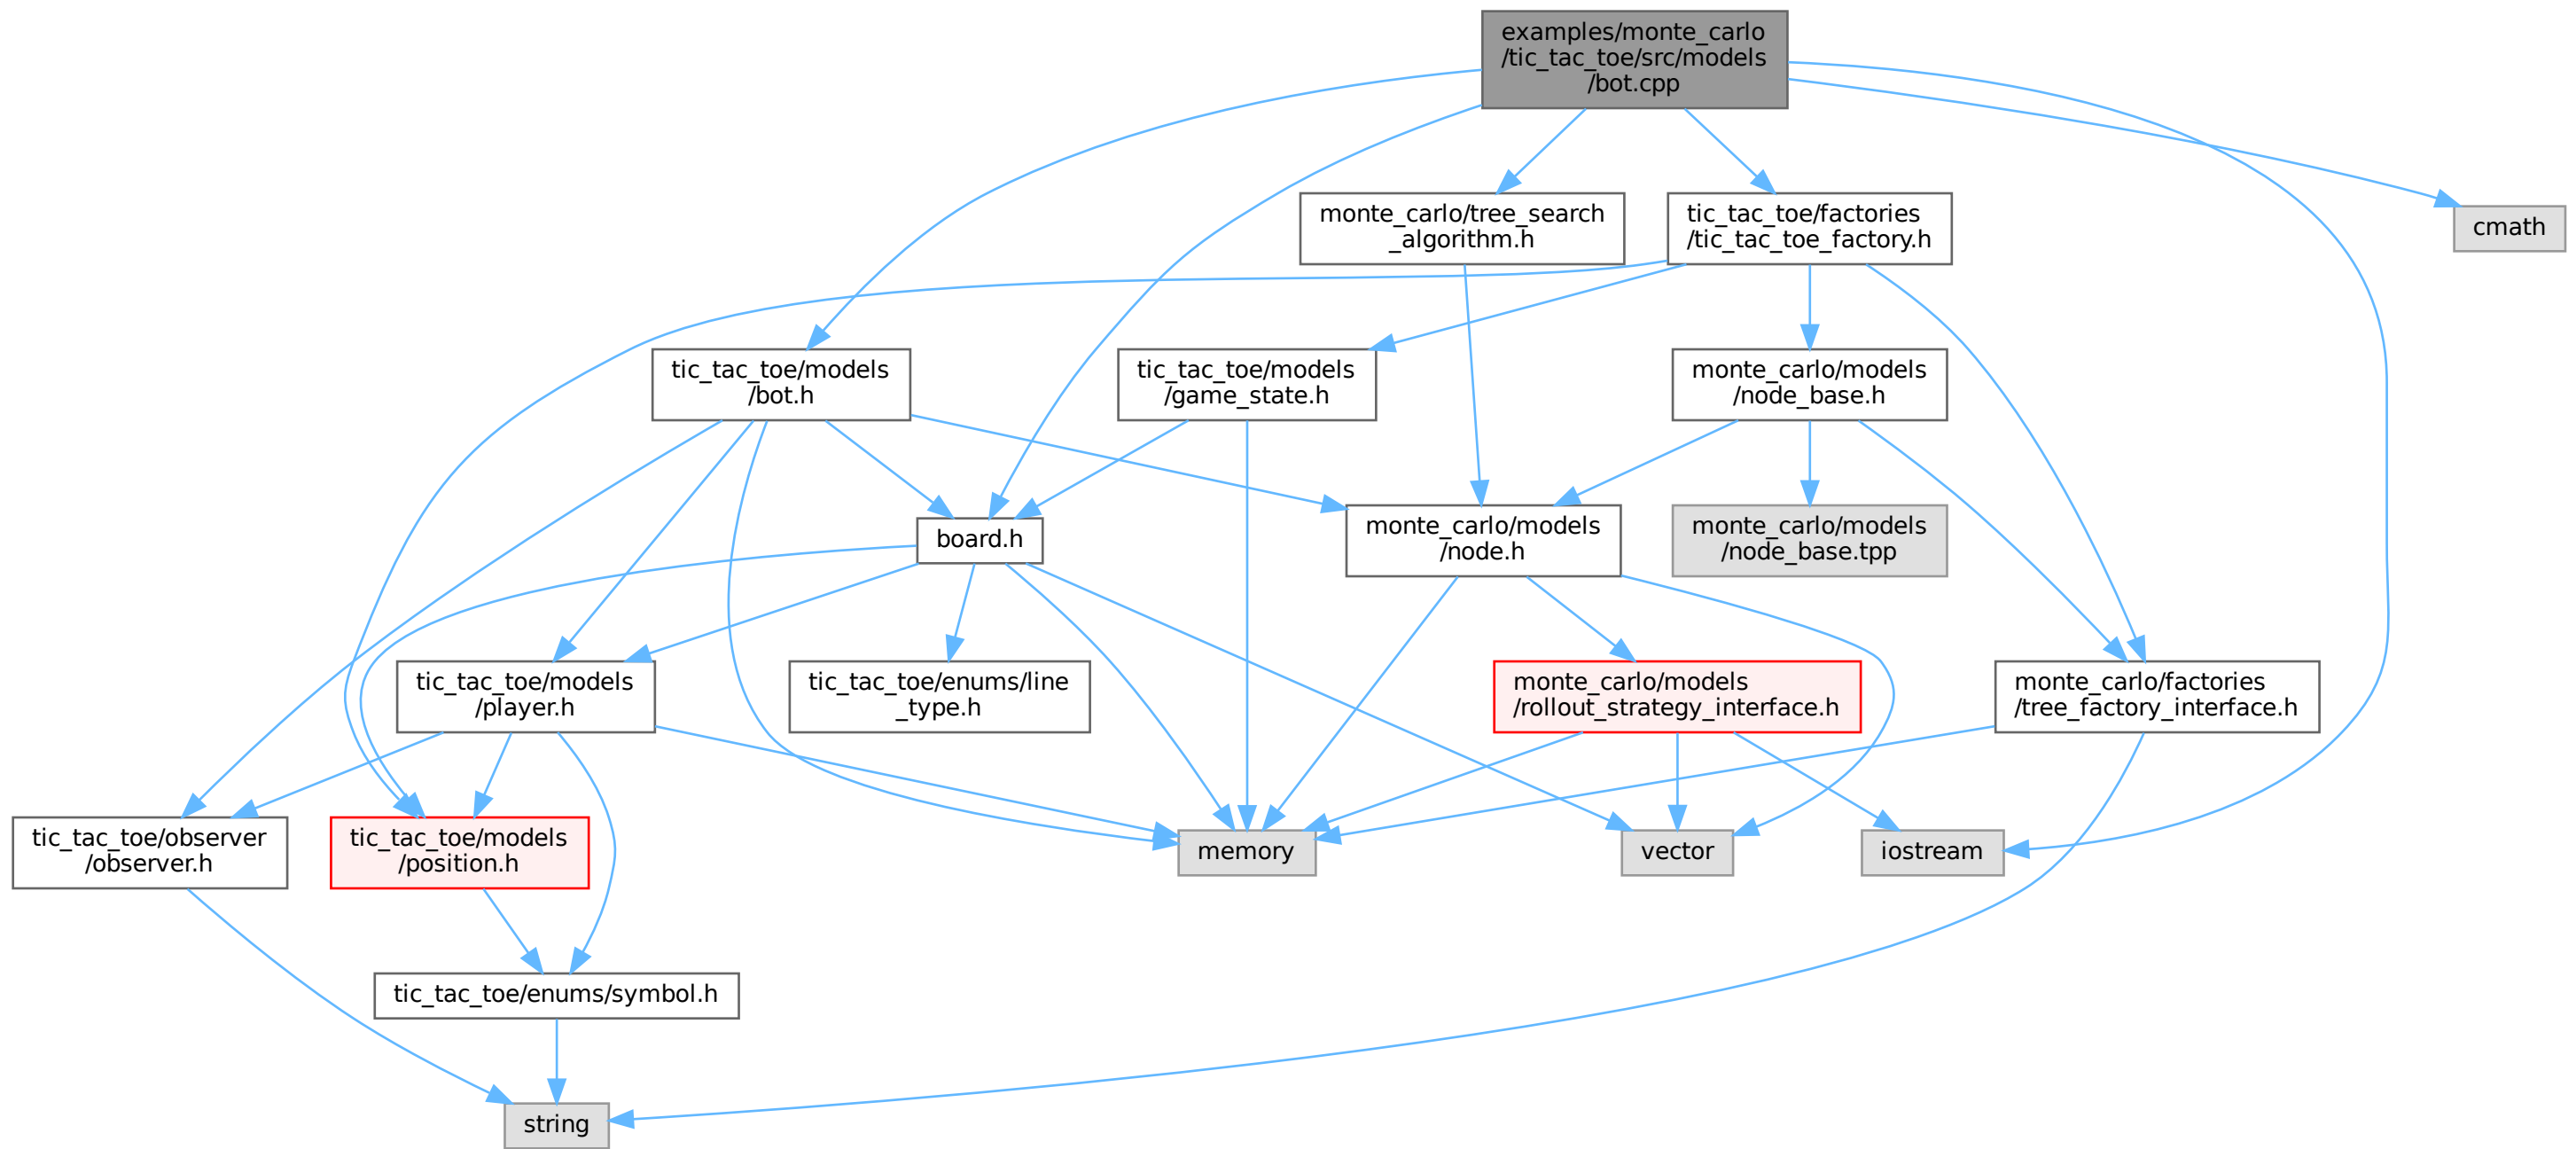 examples/monte_carlo
/tic_tac_toe/src/models
/bot.cpp
monte_carlo/tree_search
_algorithm.h
tic_tac_toe/factories
/tic_tac_toe_factory.h
cmath
tic_tac_toe/models
/bot.h
tic_tac_toe/models
/game_state.h
monte_carlo/models
/node_base.h
board.h
monte_carlo/models
/node.h
monte_carlo/models
/node_base.tpp
tic_tac_toe/models
/player.h
tic_tac_toe/enums/line
_type.h
monte_carlo/models
/rollout_strategy_interface.h
monte_carlo/factories
/tree_factory_interface.h
tic_tac_toe/observer
/observer.h
tic_tac_toe/models
/position.h
memory
vector
iostream
tic_tac_toe/enums/symbol.h
string